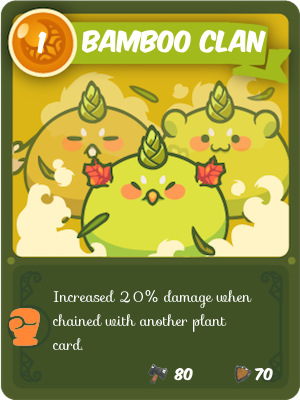 1 BAMBOO CLAN
Increased 20% damage when
chained with another plant
card.
80 70